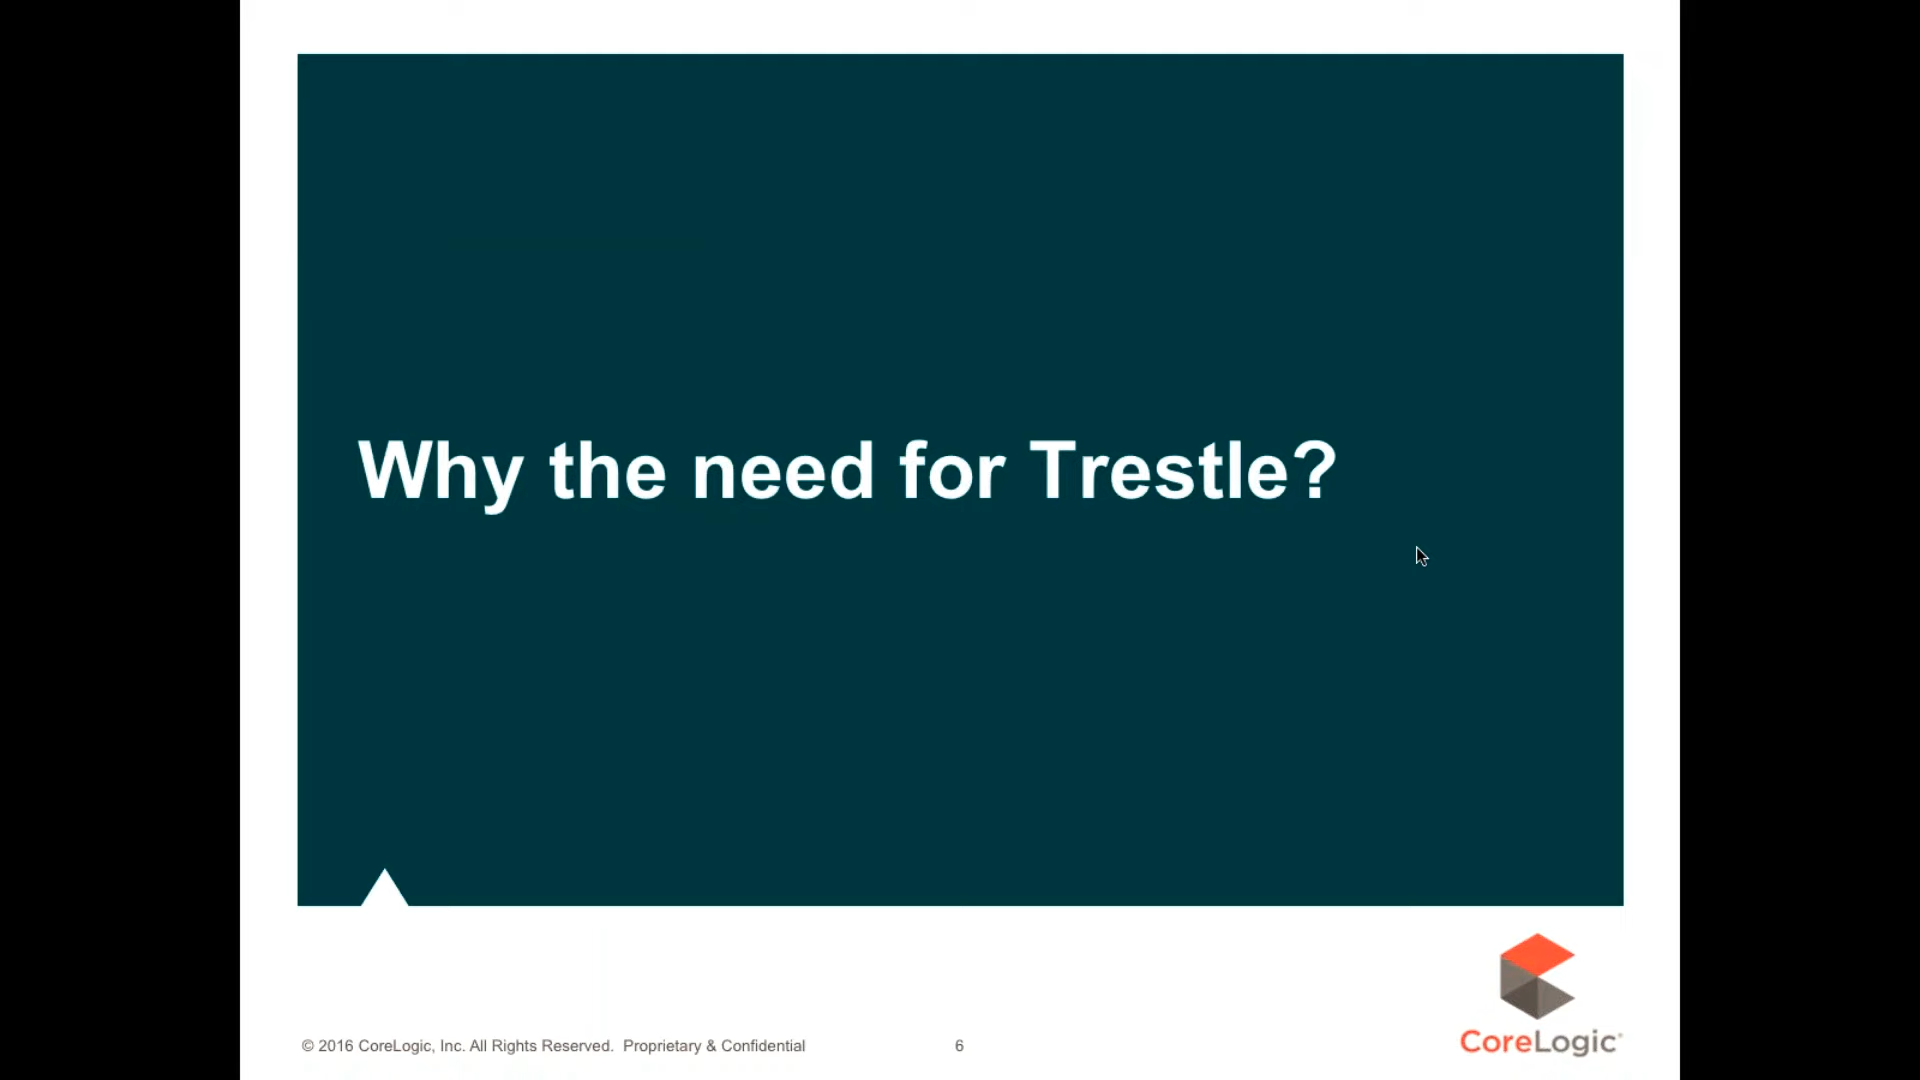 Why the need for Trestle?
© 2016 CoreLogic, Inc. All Rights Reserved. Proprietary & Confidential
6
CoreLogic